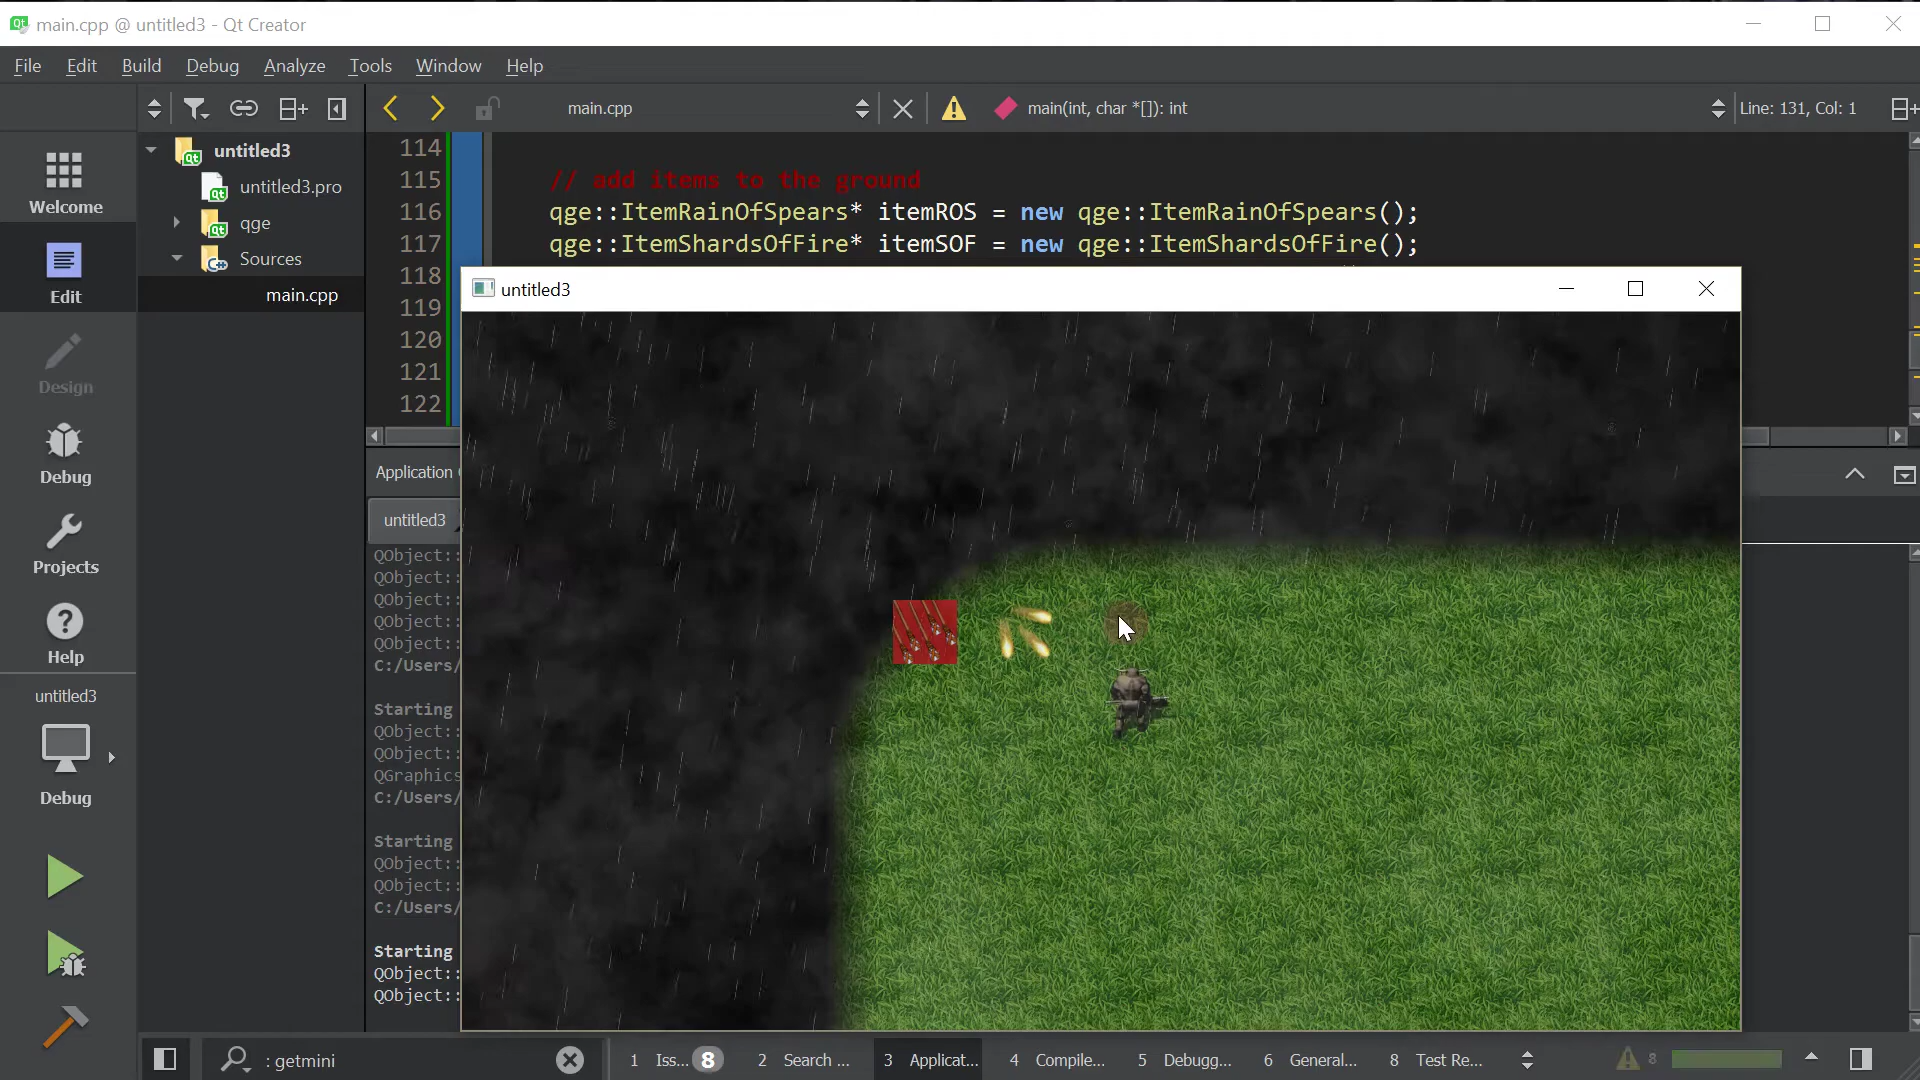 main.cpp @ untitled3 - Qt Creator
File Edit Build Debug Analyze Tools Window Help
main.cpp
main(int, char *[]): int
Line: 131, Col: 1
Welcome
Edit
Design
Debug
Projects
Help
untitled3
Debug
untitled3
untitled3.pro
qge
Sources
main.cpp
114
115 // add items to the ground
116 qge::ItemRainOfSpears* itemROS = new qge::ItemRainOfSpears();
117 qge::ItemShardsOfFire* itemSOF = new qge::ItemShardsOfFire();
118
119
120
121
122
untitled3
Application
untitled3
QObject::
QObject::
QObject::
QObject::
QObject::
C:/Users/
Starting
QObject::
QObject::
QGraphics
C:/Users/
Starting
QObject::
QObject::
C:/Users/
Starting
QObject::
QObject::
: getmini
1 Iss... 8
2 Search ...
3 Applicat...
4 Compile...
5 Debugg...
6 General...
8 Test Re...
8